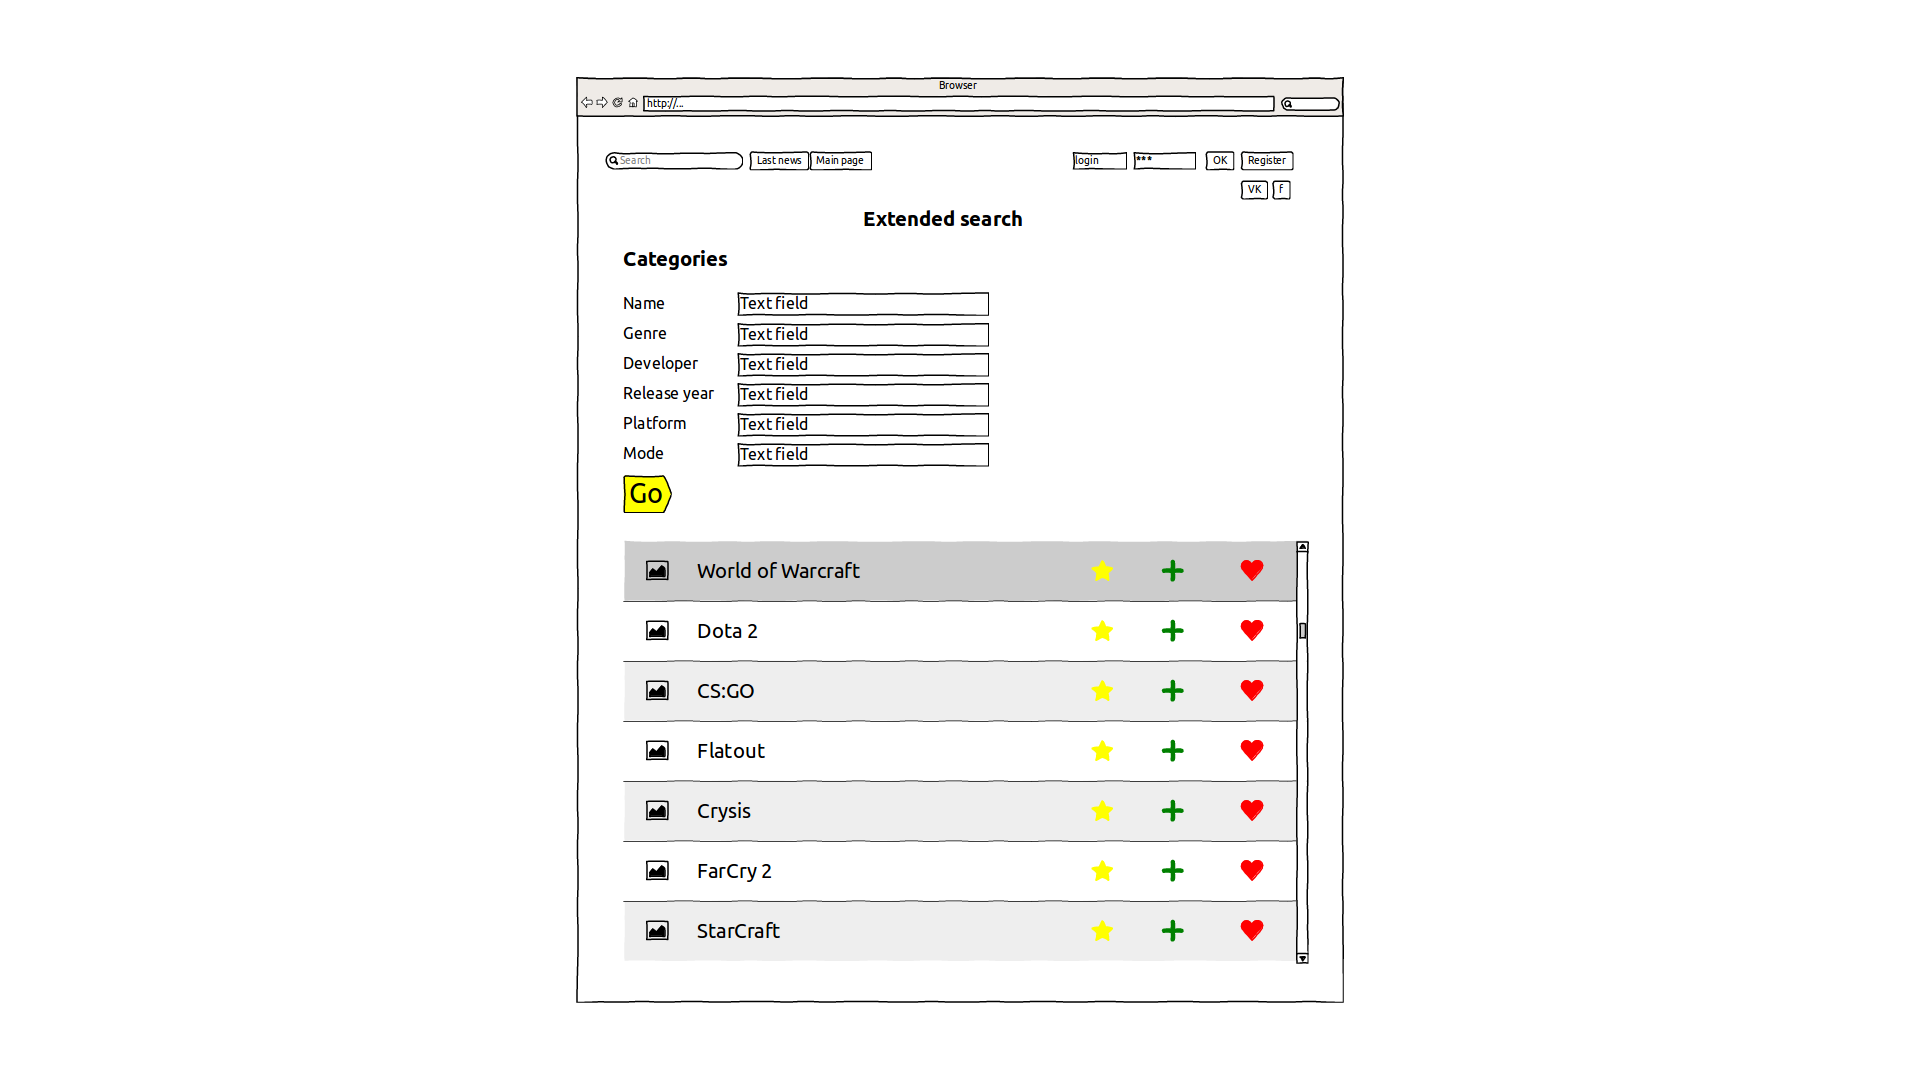 Browser
http://...
Search Last news Main page login *** OK Register
VK f
Extended search
Categories
Name Text field
Genre Text field
Developer Text field
Release year Text field
Platform Text field
Mode Text field
Go
World of Warcraft
Dota 2
CS:GO
Flatout
Crysis
FarCry 2
StarCraft